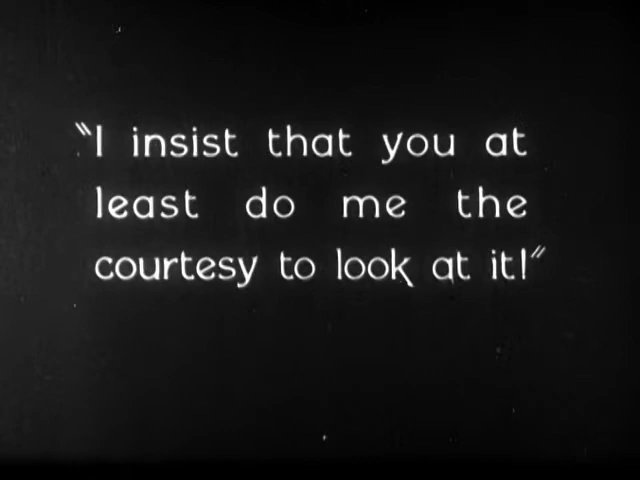 "I insist that you at
least do me the
courtesy to look at it!"